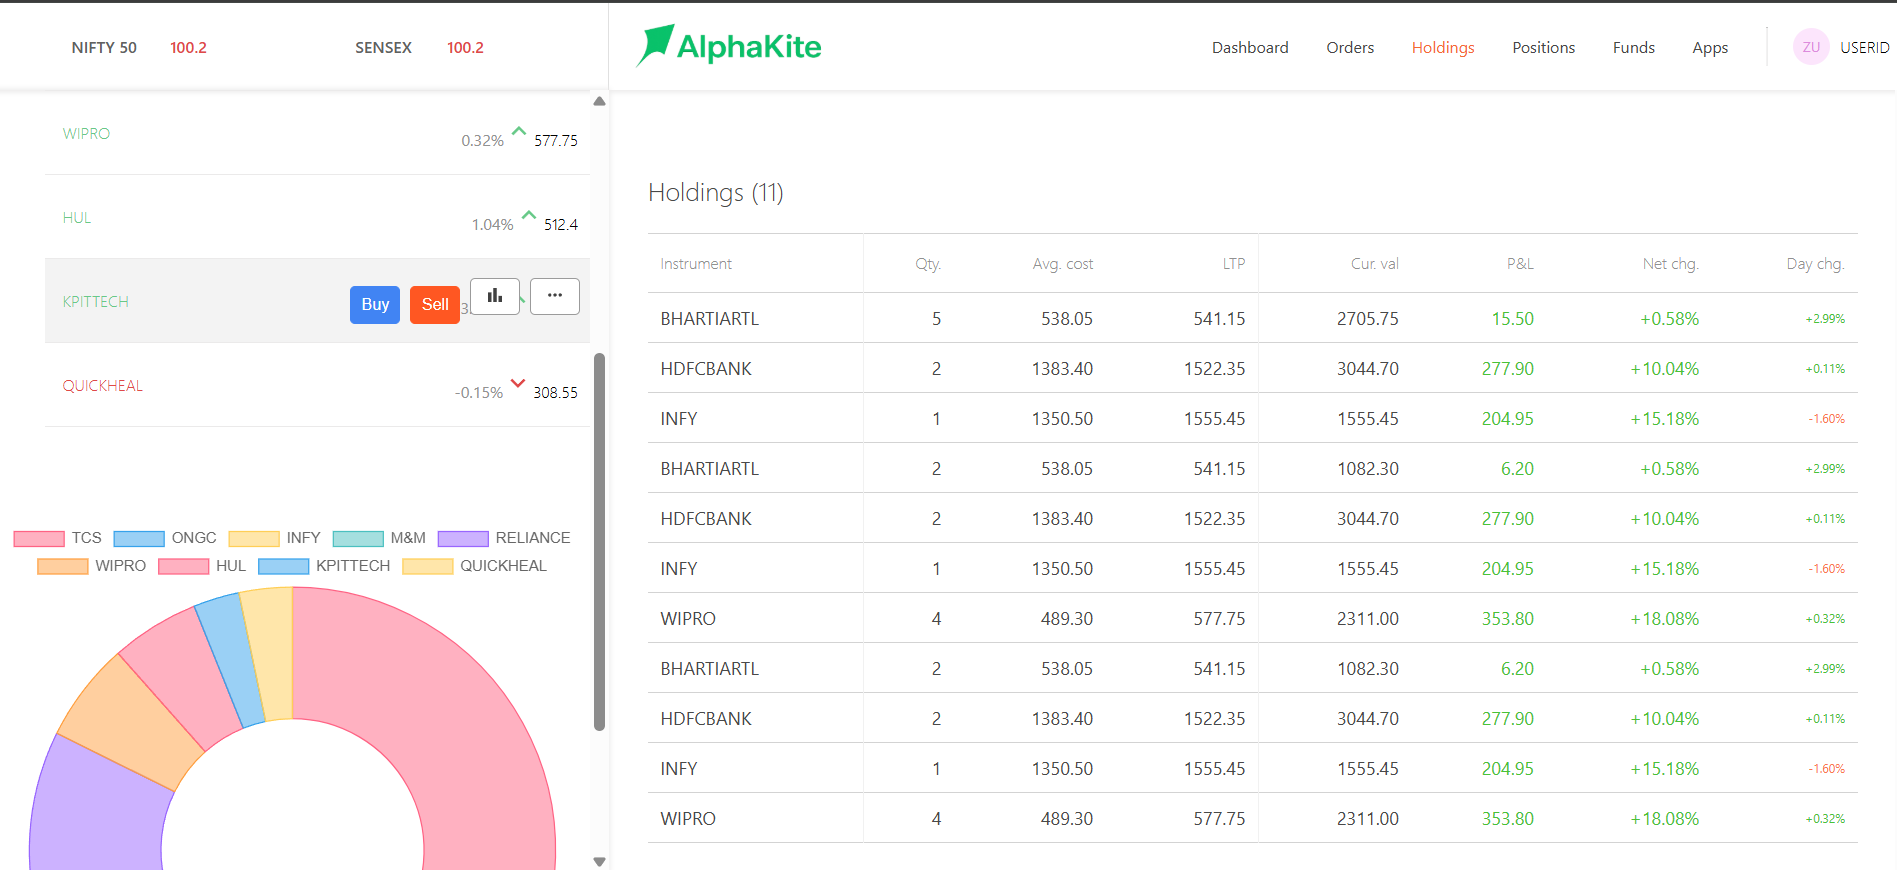 NIFTY 50 100.2 SENSEX 100.2
AlphaKite
Dashboard Orders Holdings Positions Funds Apps
ZU USERID
WIPRO 0.32% 577.75
HUL 1.04% 512.4
KPITTECH Buy Sell 3 ...
QUICKHEAL -0.15% 308.55
TCS ONGC INFY M&M RELIANCE
WIPRO HUL KPITTECH QUICKHEAL
Holdings (11)
Instrument Qty. Avg. cost LTP Cur. val P&L Net chg. Day chg.
BHARTIARTL 5 538.05 541.15 2705.75 15.50 +0.58% +2.99%
HDFCBANK 2 1383.40 1522.35 3044.70 277.90 +10.04% +0.11%
INFY 1 1350.50 1555.45 1555.45 204.95 +15.18% -1.60%
BHARTIARTL 2 538.05 541.15 1082.30 6.20 +0.58% +2.99%
HDFCBANK 2 1383.40 1522.35 3044.70 277.90 +10.04% +0.11%
INFY 1 1350.50 1555.45 1555.45 204.95 +15.18% -1.60%
WIPRO 4 489.30 577.75 2311.00 353.80 +18.08% +0.32%
BHARTIARTL 2 538.05 541.15 1082.30 6.20 +0.58% +2.99%
HDFCBANK 2 1383.40 1522.35 3044.70 277.90 +10.04% +0.11%
INFY 1 1350.50 1555.45 1555.45 204.95 +15.18% -1.60%
WIPRO 4 489.30 577.75 2311.00 353.80 +18.08% +0.32%